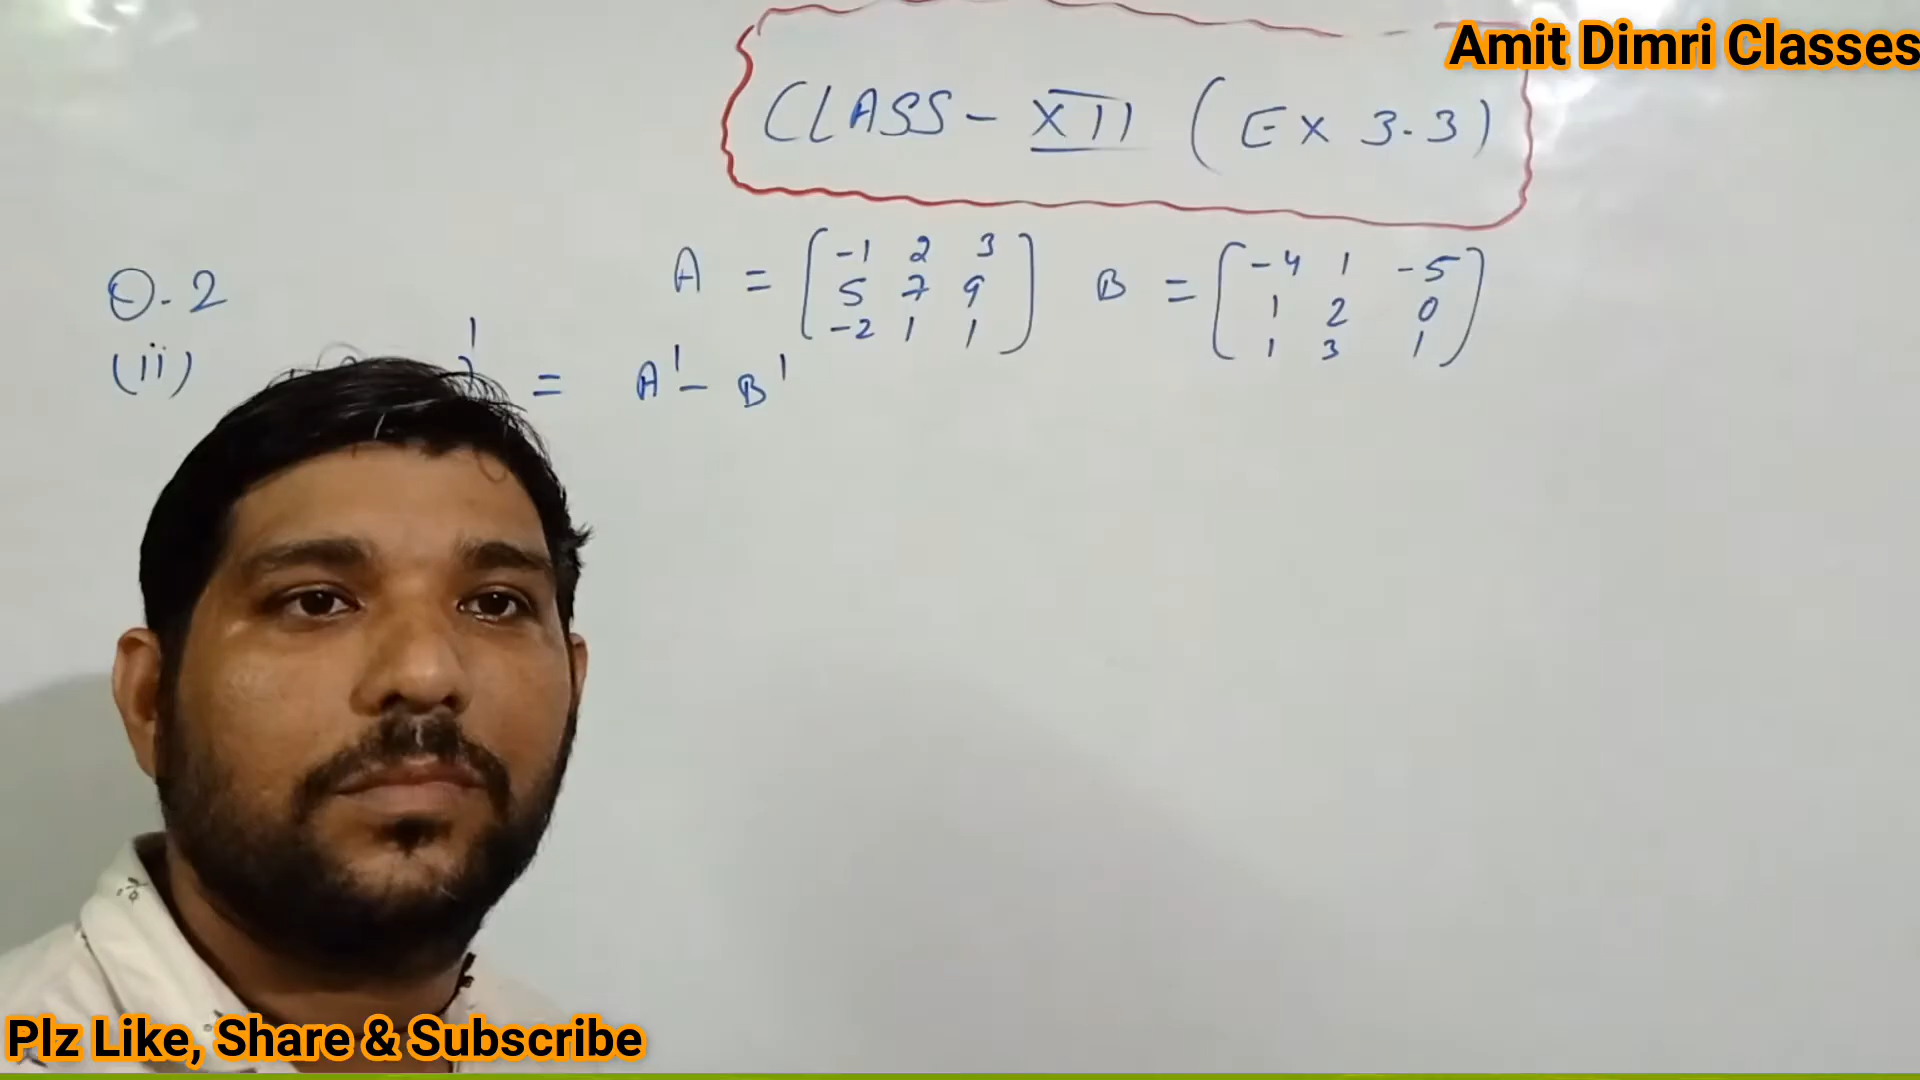 Amit Dimri Classes
CLASS - XII (EX 3.3)
Q.2
A = [-1 2 3 B = [-4 1 -5
5 7 9 1 2 0
-2 1 1] 1 3 1]
(ii) )' = A' - B'
Plz Like, Share & Subscribe